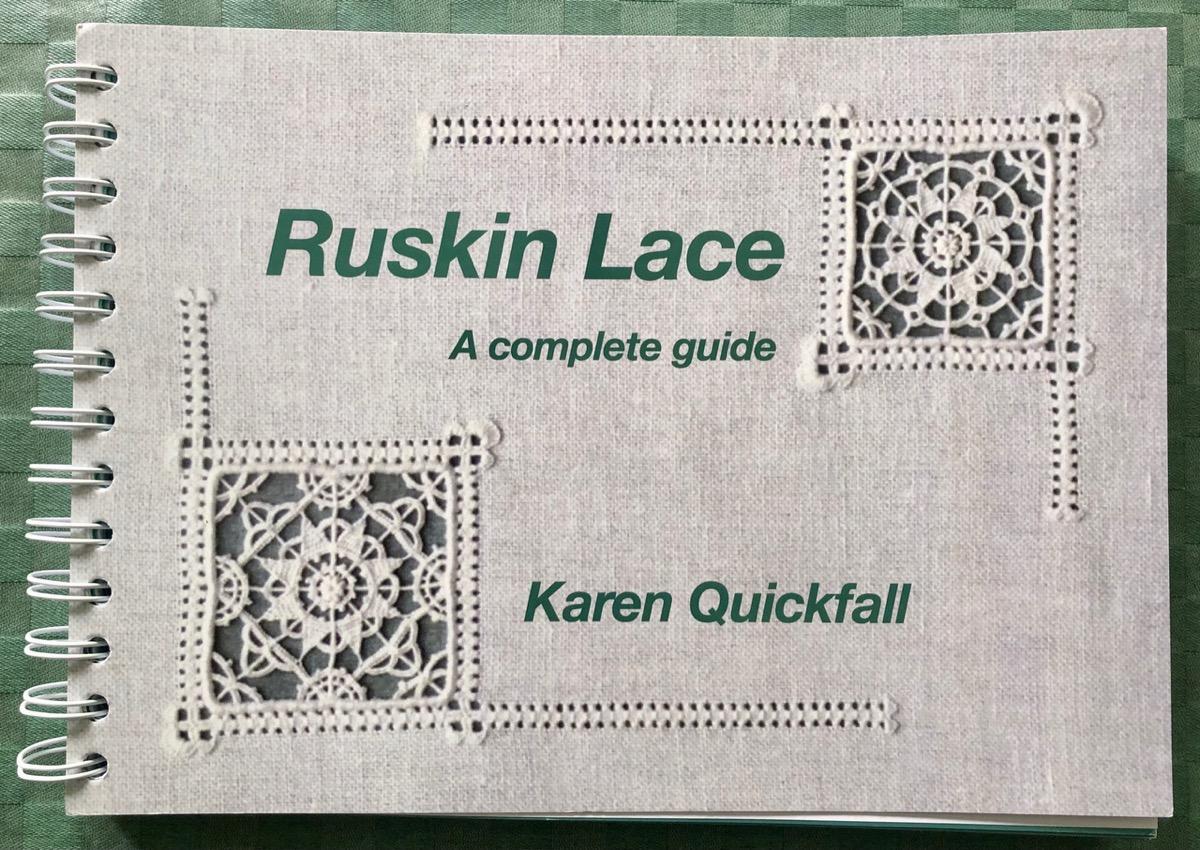 Ruskin Lace
A complete guide
Karen Quickfall